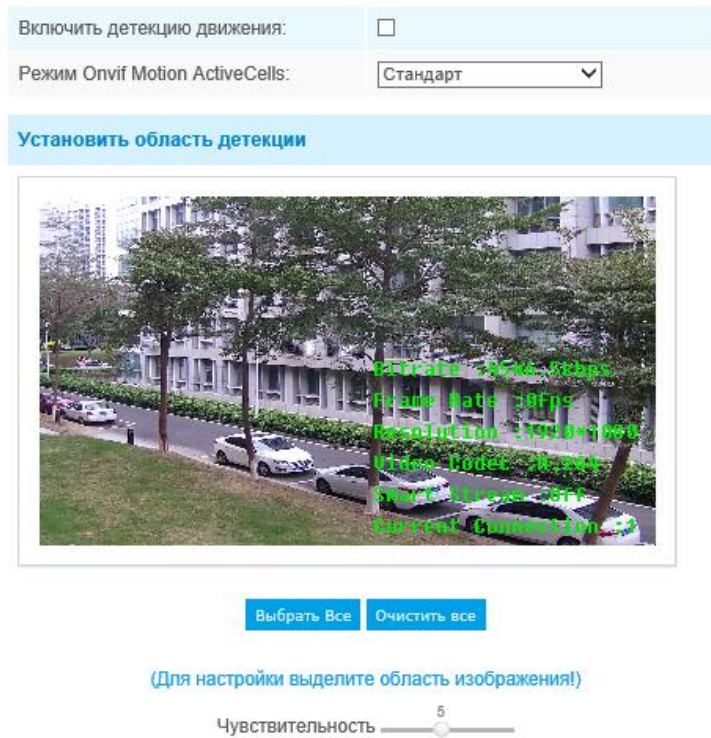 Включить детекцию движения:
Режим Onvif Motion ActiveCells:
Стандарт
Установить область детекции
Frame Rate :0fps
Resolution :1920*1080
Video Codec :H.264
Smart Stream :Off
Current Connection :1
Bitrate
Выбрать Все
Очистить все
(Для настройки выделите область изображения!)
5
Чувствительность